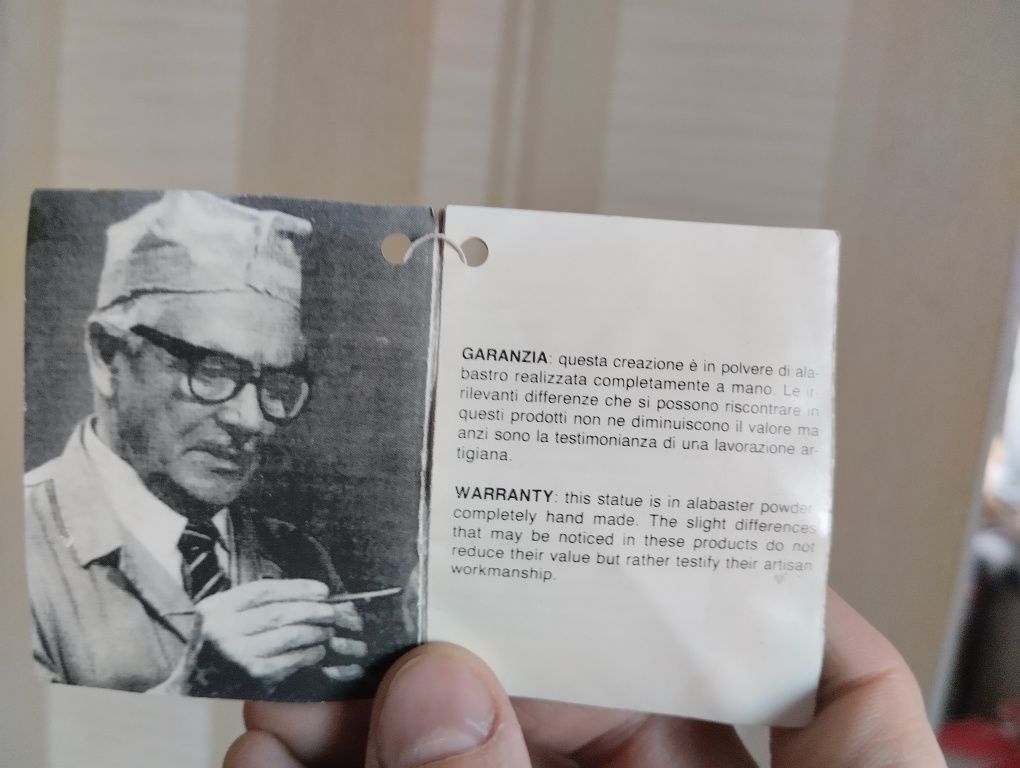 GARANZIA: questa creazione è in polvere di ala-
bastro realizzata completamente a mano. Le ir-
rilevanti differenze che si possono riscontrare in
questi prodotti non ne diminuiscono il valore ma
anzi sono la testimonianza di una lavorazione ar-
tigiana.
WARRANTY: this statue is in alabaster powder
completely hand made. The slight differences
that may be noticed in these products do not
reduce their value but rather testify their artisan
workmanship.